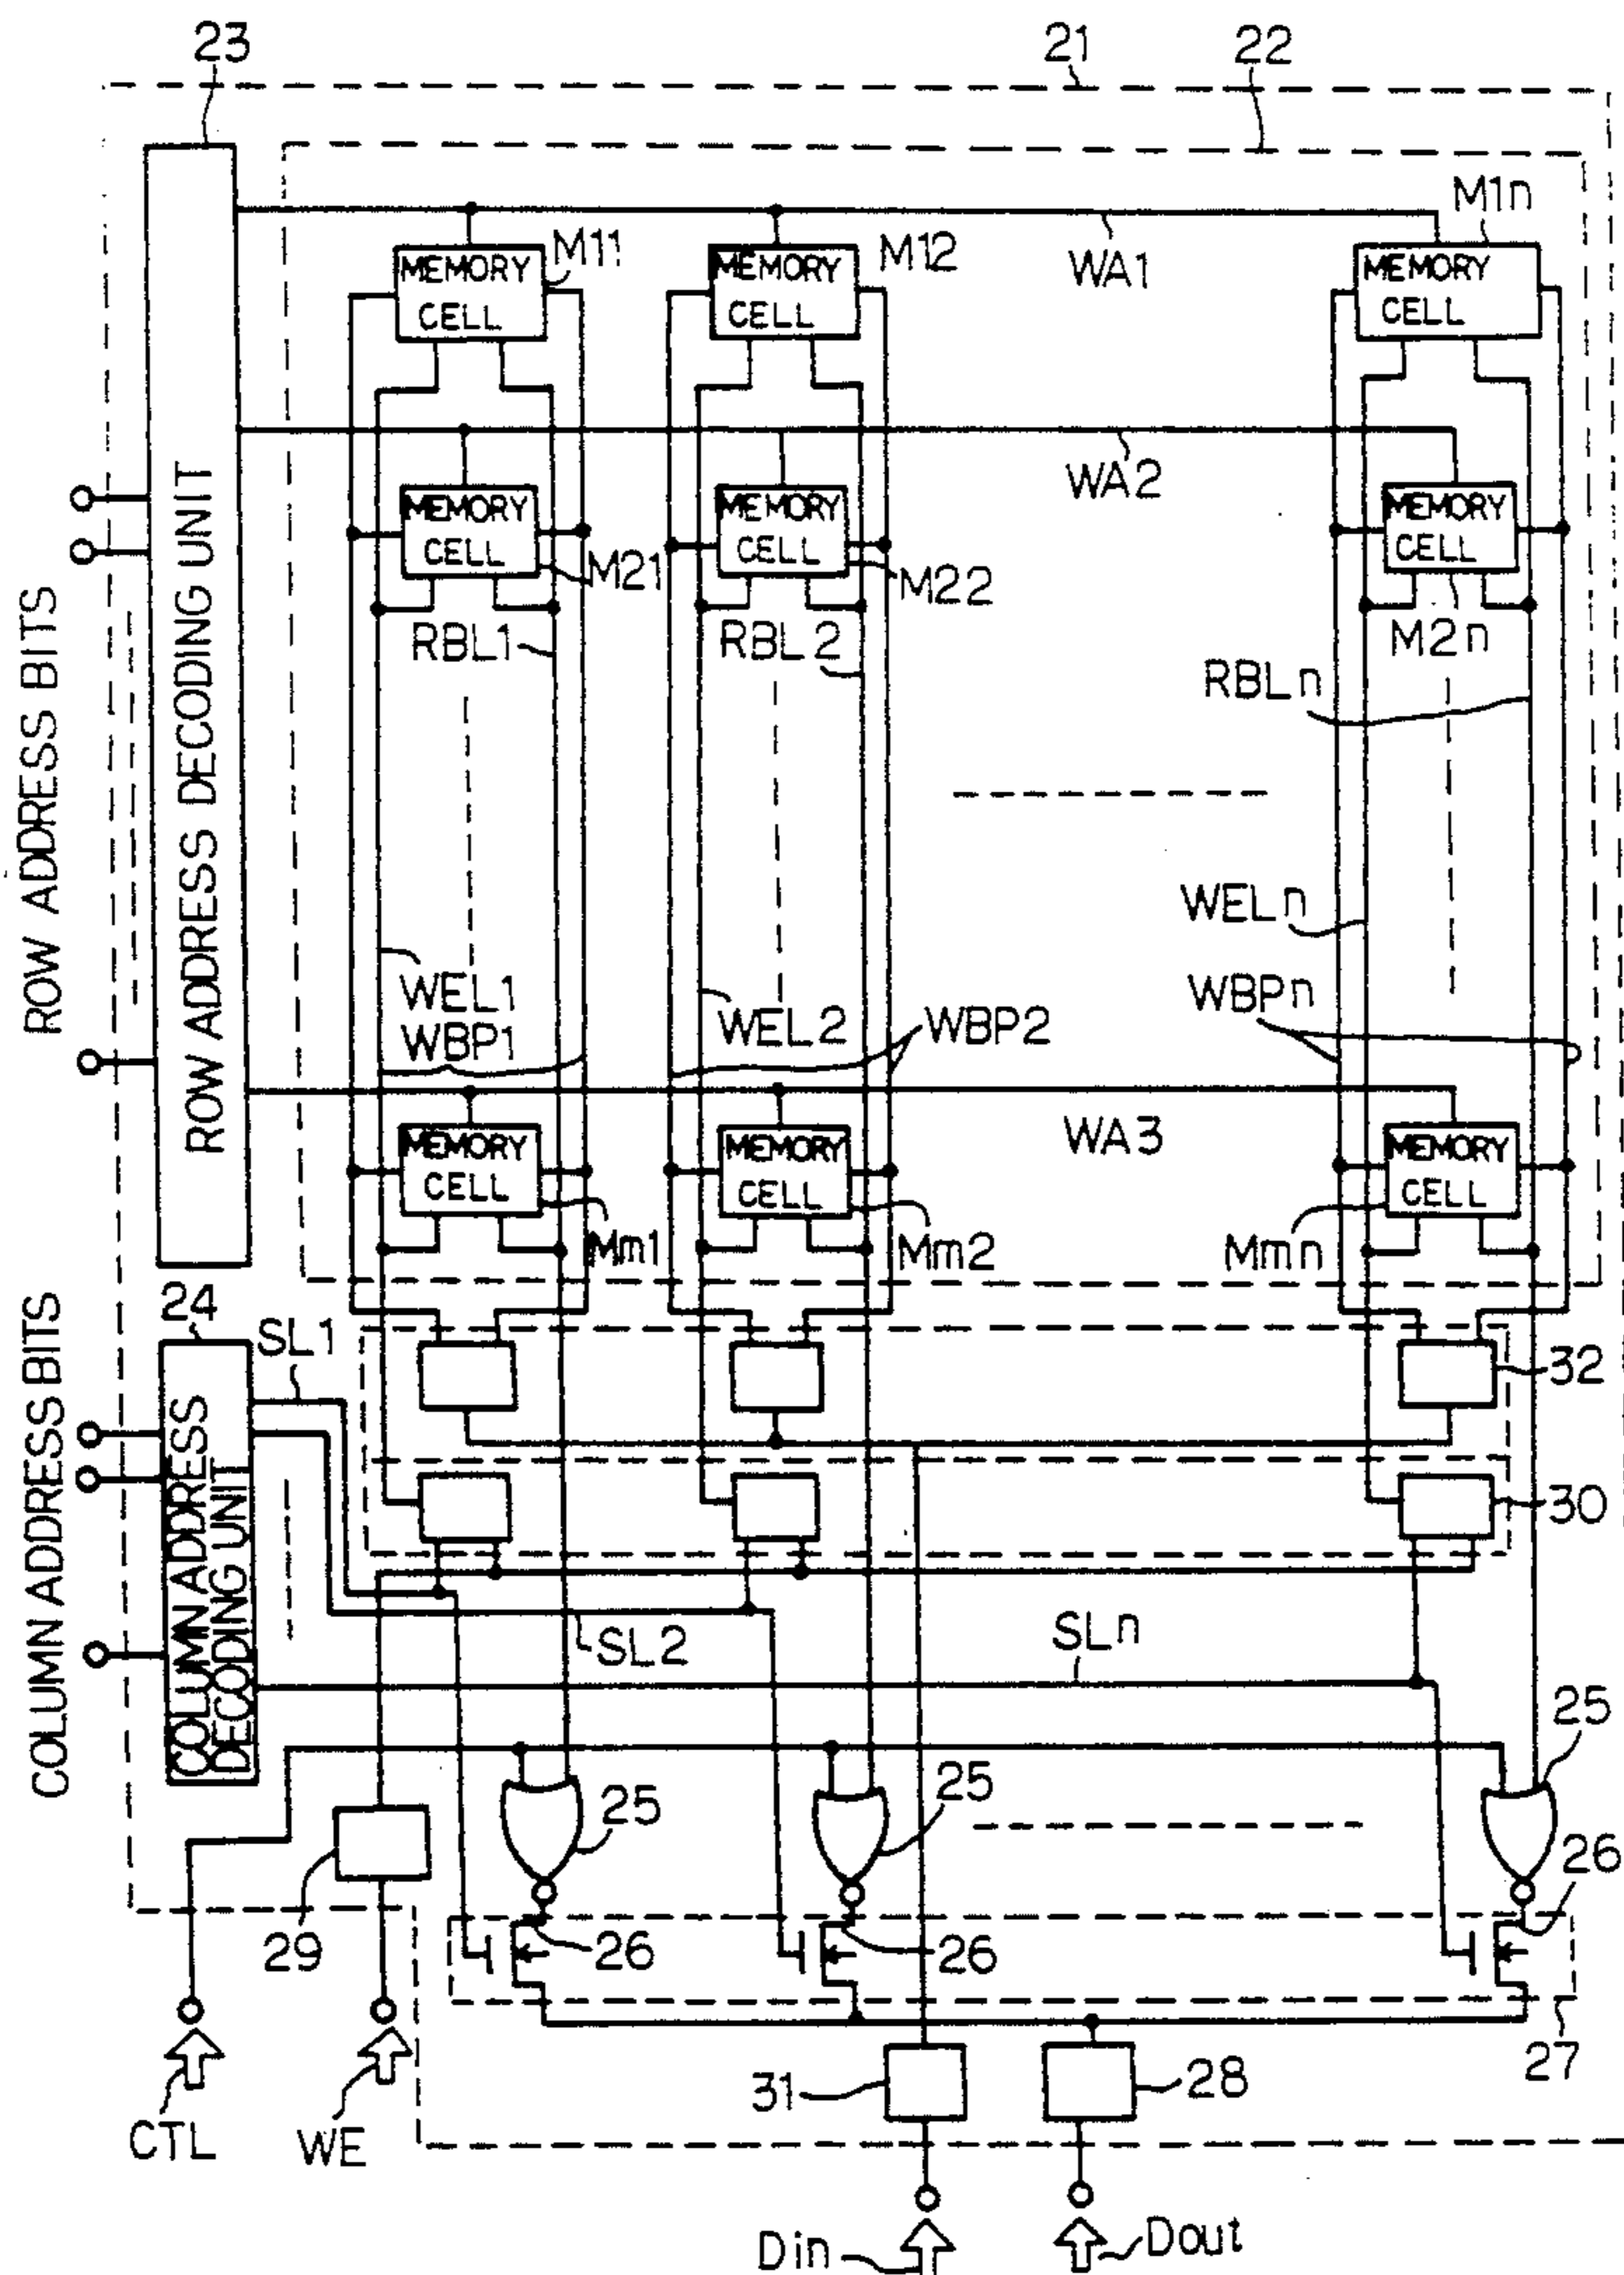 23
21
22
M1n
M11
MEMORY CELL
M12
MEMORY CELL
WA1
MEMORY CELL
WA2
ROW ADDRESS BITS
ROW ADDRESS DECODING UNIT
MEMORY CELL
M21
MEMORY CELL
M22
MEMORY CELL
M2n
RBL1
RBL2
RBLn
WEL1
WBP1
WEL2
WBP2
WELn
WBPn
WA3
MEMORY CELL
Mm1
MEMORY CELL
Mm2
MEMORY CELL
Mmn
24
SL1
32
COLUMN ADDRESS BITS
COLUMN ADDRESS DECODING UNIT
30
SL2
SLn
25
25
25
29
26
26
26
27
31
28
CTL
WE
Din
Dout